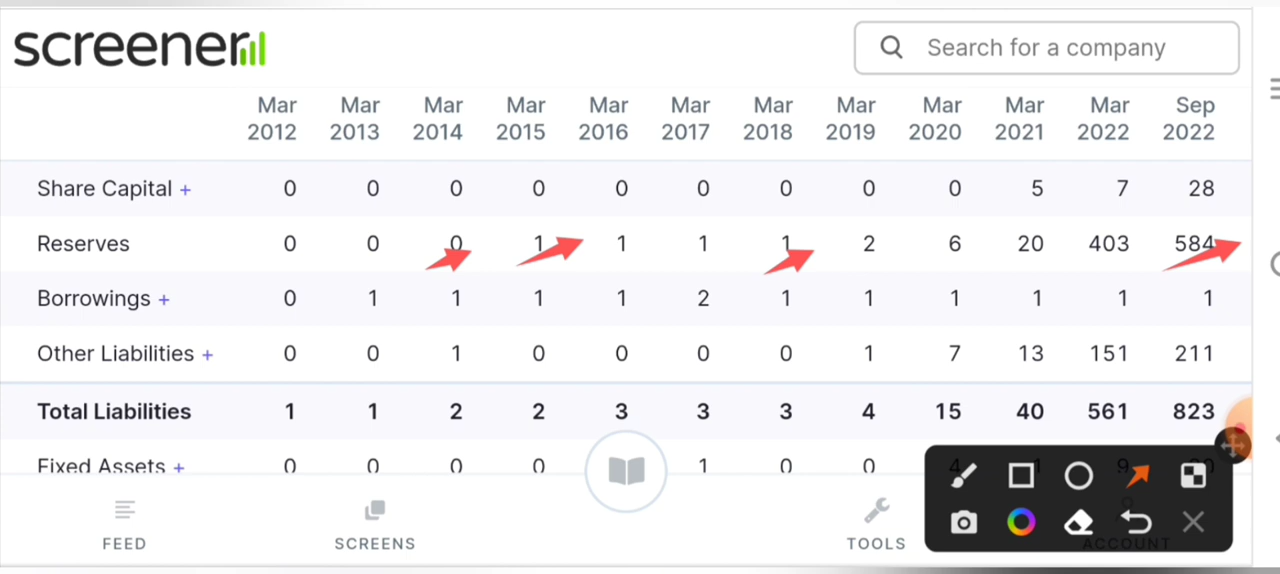 screener
Search for a company
Mar 2012 Mar 2013 Mar 2014 Mar 2015 Mar 2016 Mar 2017 Mar 2018 Mar 2019 Mar 2020 Mar 2021 Mar 2022 Sep 2022
Share Capital + 0 0 0 0 0 0 0 0 0 5 7 28
Reserves 0 0 0 1 1 1 1 2 6 20 403 584
Borrowings + 0 1 1 1 1 2 1 1 1 1 1 1
Other Liabilities + 0 0 1 0 0 0 0 1 7 13 151 211
Total Liabilities 1 1 2 2 3 3 3 4 15 40 561 823
Fixed Assets + 0 0 0 0 1 0 0 4 1 9
FEED SCREENS TOOLS ACCOUNT